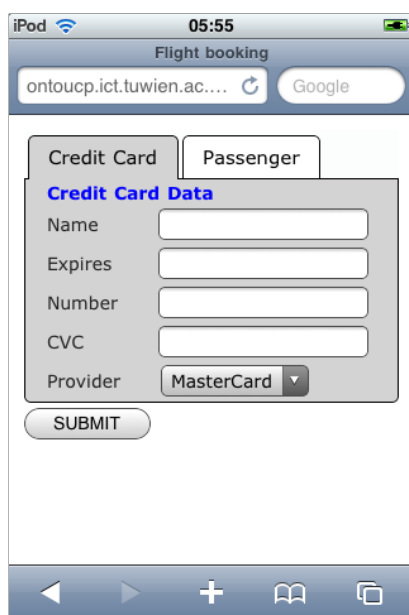 iPod 05:55
Flight booking
ontoucp.ict.tuwien.ac.... Google
Credit Card Passenger
Credit Card Data
Name
Expires
Number
CVC
Provider MasterCard
SUBMIT